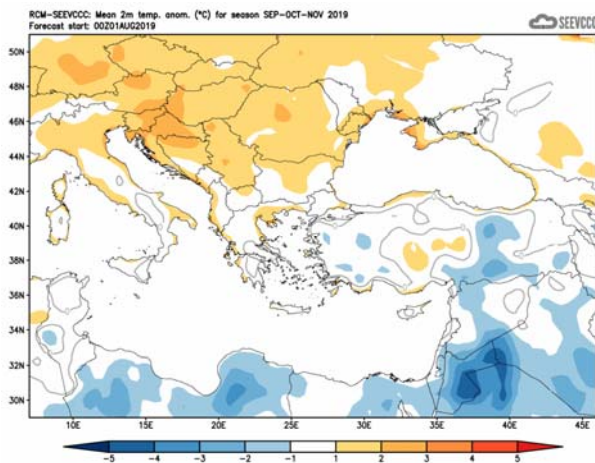 RCM-SEEVCCC: Mean 2m temp. anom. (°C) for season SEP-OCT-NOV 2019
Forecast start: 00Z01AUG2019
SEEVCCC
50N
48N
46N
44N
42N
40N
38N
36N
34N
32N
30N
10E 15E 20E 25E 30E 35E 40E 45E
-5 -4 -3 -2 -1 1 2 3 4 5